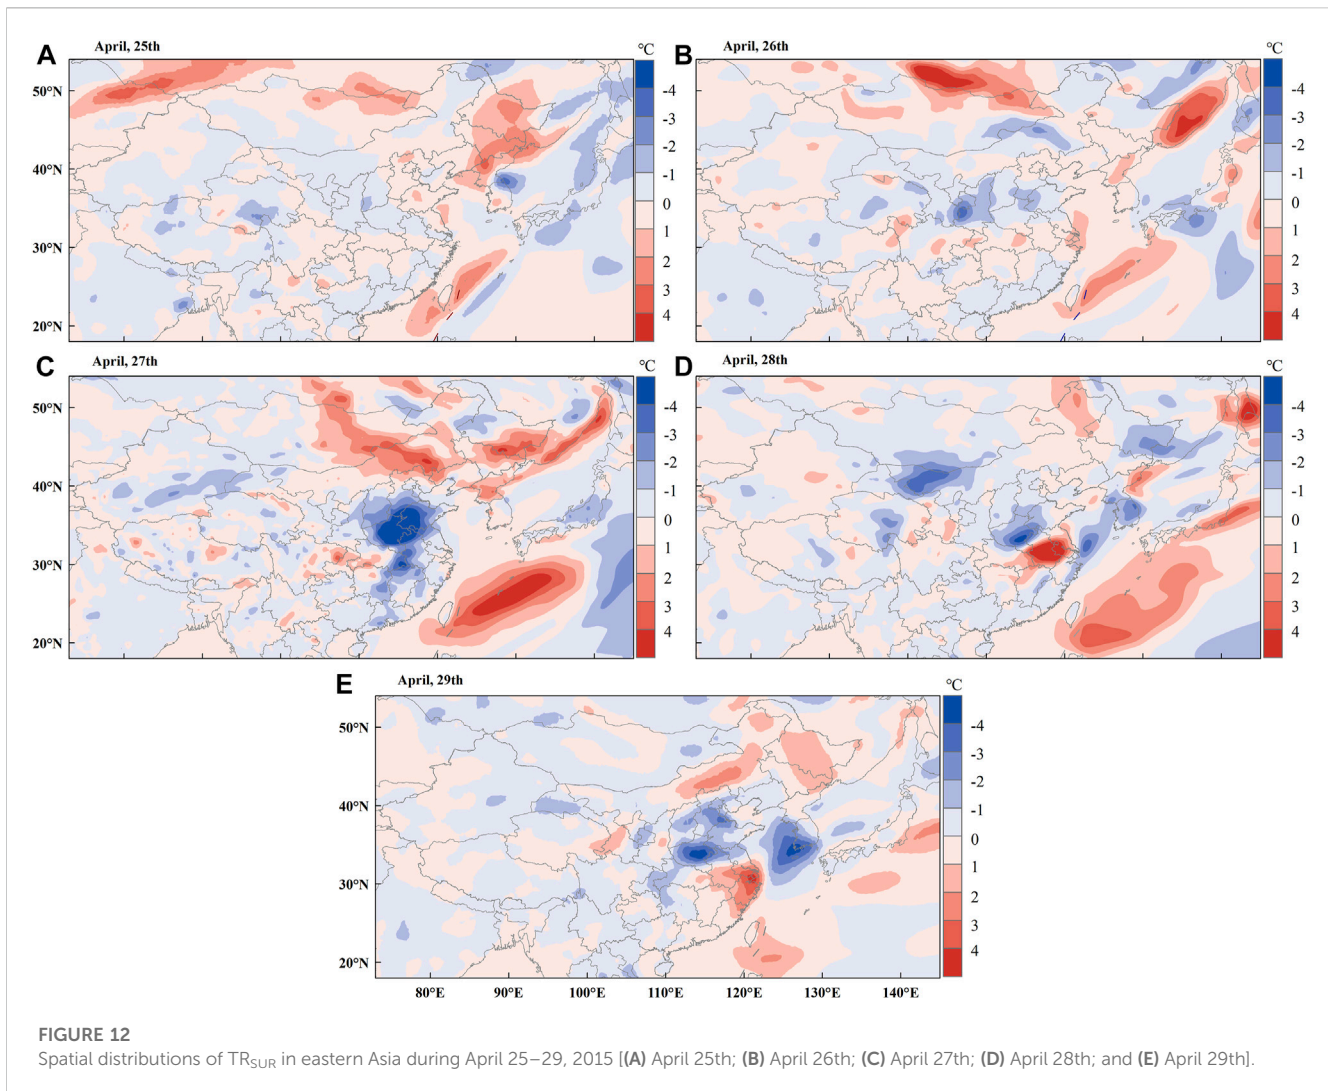 A April, 25th °C
50°N
40°N
30°N
20°N
-4
-3
-2
-1
0
1
2
3
4
B April, 26th °C
-4
-3
-2
-1
0
1
2
3
4
C April, 27th °C
50°N
40°N
30°N
20°N
-4
-3
-2
-1
0
1
2
3
4
D April, 28th °C
-4
-3
-2
-1
0
1
2
3
4
E April, 29th °C
50°N
40°N
30°N
20°N
-4
-3
-2
-1
0
1
2
3
4
80°E 90°E 100°E 110°E 120°E 130°E 140°E
FIGURE 12
Spatial distributions of TRSUR in eastern Asia during April 25–29, 2015 [(A) April 25th; (B) April 26th; (C) April 27th; (D) April 28th; and (E) April 29th].